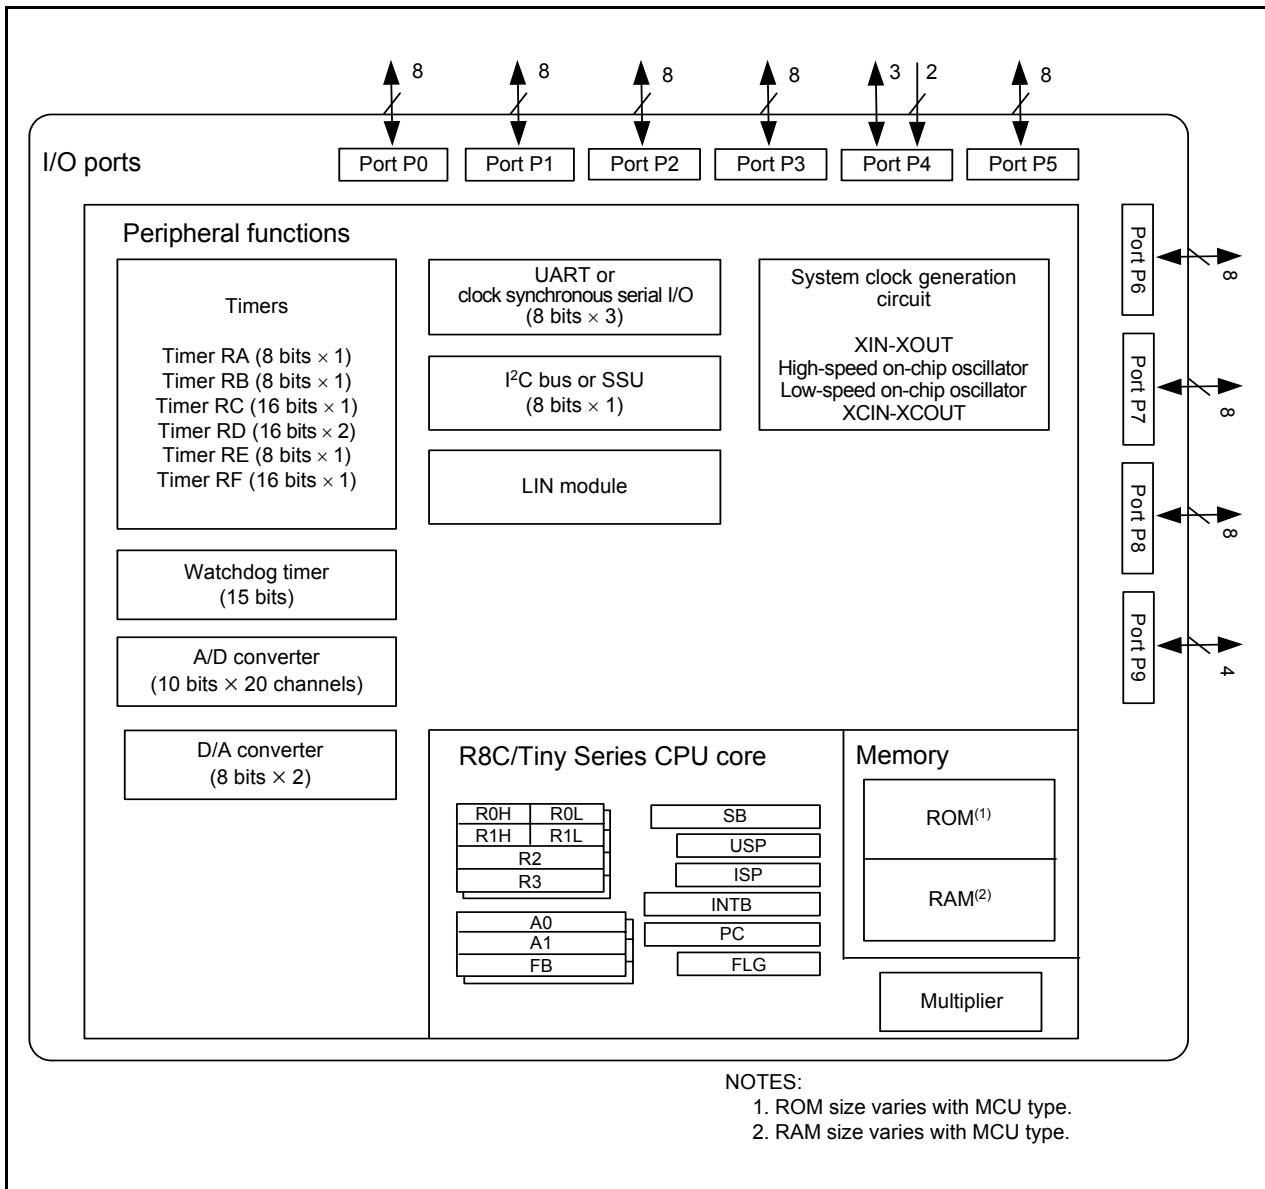 8 8 8 8 3 2 8
I/O ports
Port P0 Port P1 Port P2 Port P3 Port P4 Port P5
Port P6
8
Port P7
8
Port P8
8
Port P9
4
Peripheral functions
Timers
Timer RA (8 bits × 1)
Timer RB (8 bits × 1)
Timer RC (16 bits × 1)
Timer RD (16 bits × 2)
Timer RE (8 bits × 1)
Timer RF (16 bits × 1)
UART or
clock synchronous serial I/O
(8 bits × 3)
I²C bus or SSU
(8 bits × 1)
LIN module
System clock generation
circuit
XIN-XOUT
High-speed on-chip oscillator
Low-speed on-chip oscillator
XCIN-XCOUT
Watchdog timer
(15 bits)
A/D converter
(10 bits × 20 channels)
D/A converter
(8 bits × 2)
R8C/Tiny Series CPU core
R0H R0L
R1H R1L
R2
R3
A0
A1
FB
SB
USP
ISP
INTB
PC
FLG
Memory
ROM(1)
RAM(2)
Multiplier
NOTES:
1. ROM size varies with MCU type.
2. RAM size varies with MCU type.